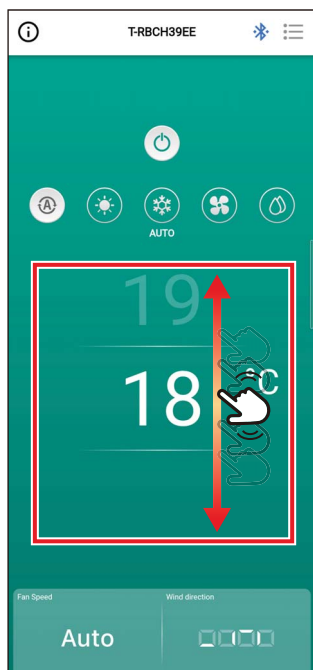 T-RBCH39EE
A
AUTO
19
18 °C
Fan Speed
Wind direction
Auto